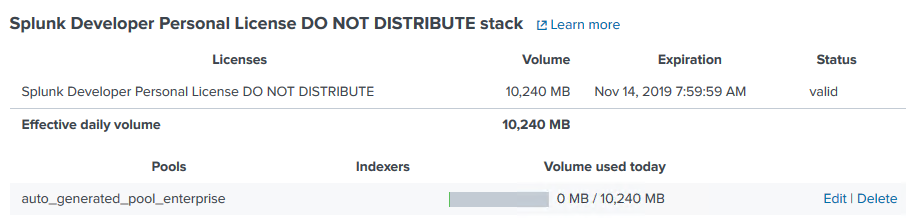 Splunk Developer Personal License DO NOT DISTRIBUTE stack Learn more
Licenses Volume Expiration Status
Splunk Developer Personal License DO NOT DISTRIBUTE 10,240 MB Nov 14, 2019 7:59:59 AM valid
Effective daily volume 10,240 MB
Pools Indexers Volume used today
auto_generated_pool_enterprise 0 MB / 10,240 MB Edit | Delete